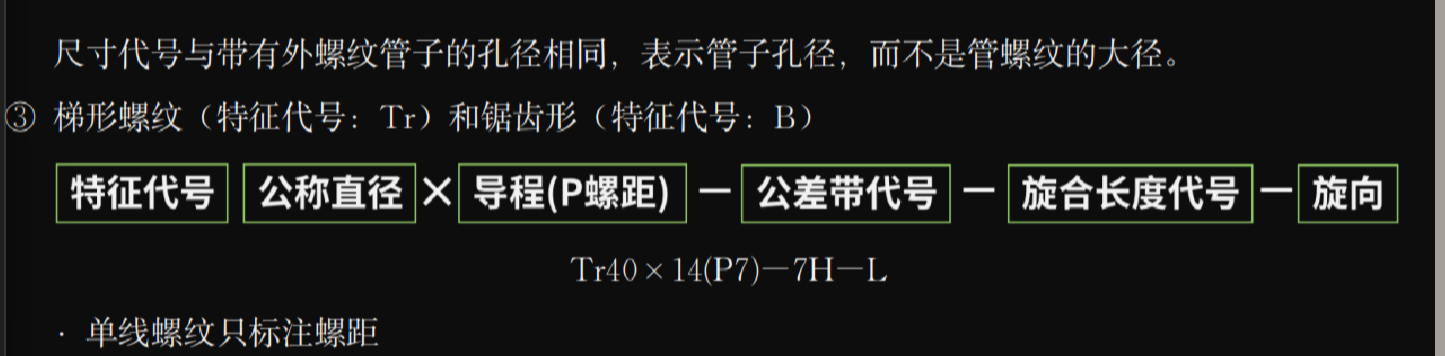 尺寸代号与带有外螺纹管子的孔径相同，表示管子孔径，而不是管螺纹的大径。
③ 梯形螺纹（特征代号：Tr）和锯齿形（特征代号：B）
特征代号 公称直径×导程(P螺距)—公差带代号—旋合长度代号—旋向
Tr40×14(P7)—7H—L
· 单线螺纹只标注螺距